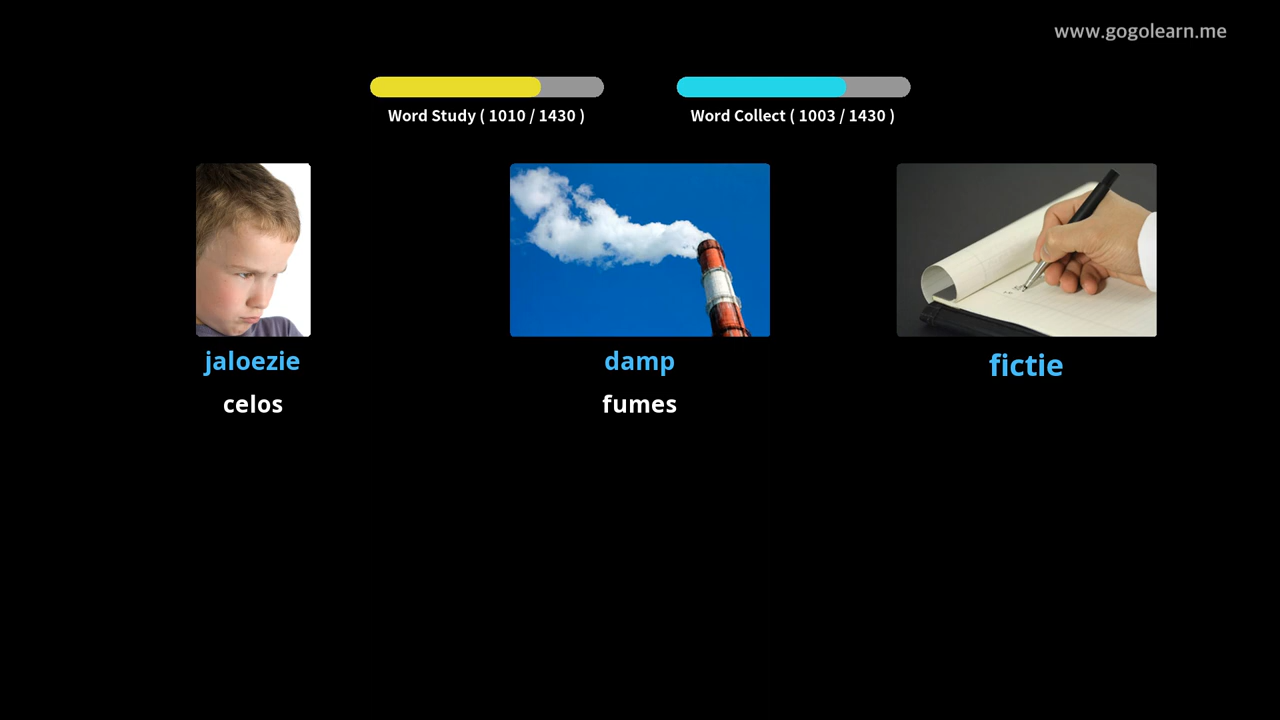 www.gogolearn.me
Word Study ( 1010 / 1430 )
Word Collect ( 1003 / 1430 )
jaloezie
damp
fictie
celos
fumes